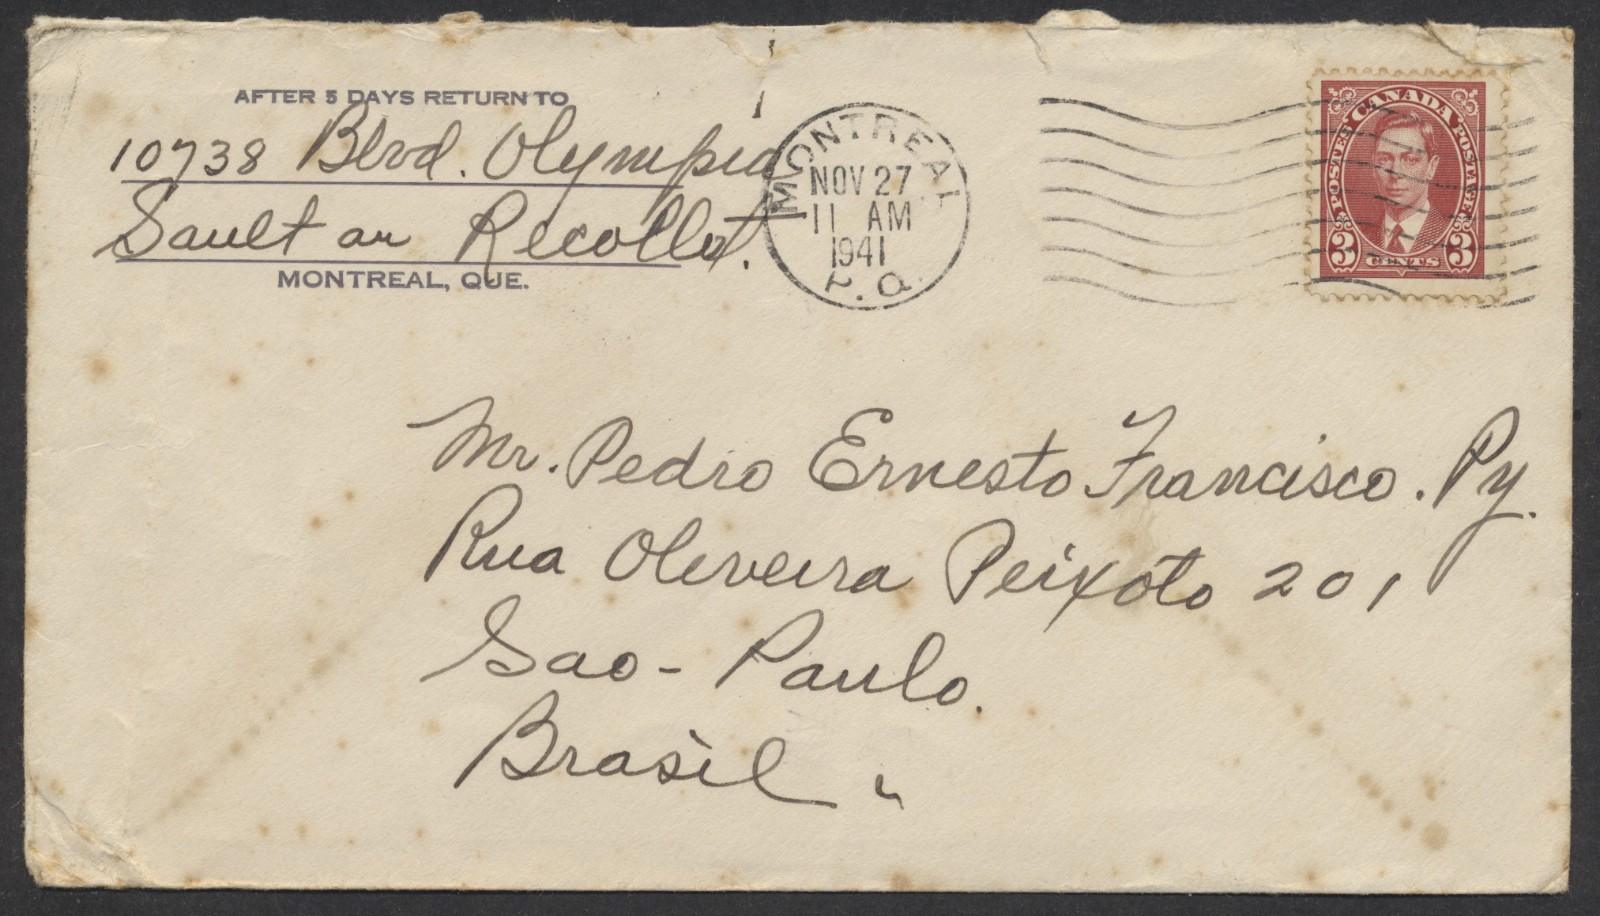 AFTER 5 DAYS RETURN TO
10738 Blvd. Olympia
Sault au Recollet.
MONTREAL, QUE.
MONTREAL
NOV 27
11 AM
1941
P.Q.
POSTES CANADA POSTAGE
3 CENTS 3
Mr. Pedro Ernesto Francisco. Py.
Rua Oliveira Peixoto 201
Sao - Paulo.
Brasil